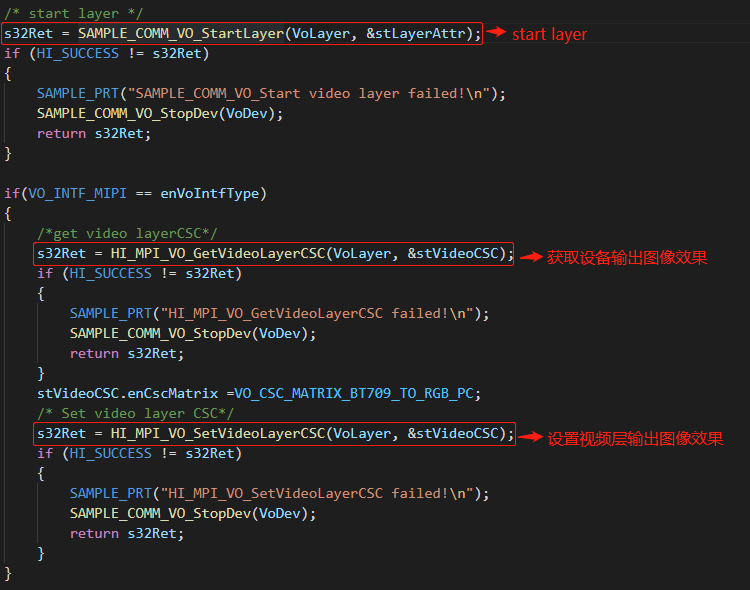 /* start layer */
s32Ret = SAMPLE_COMM_VO_StartLayer(VoLayer, &stLayerAttr); start layer
if (HI_SUCCESS != s32Ret)
{
    SAMPLE_PRT("SAMPLE_COMM_VO_Start video layer failed!\n");
    SAMPLE_COMM_VO_StopDev(VoDev);
    return s32Ret;
}

if(VO_INTF_MIPI == enVoIntfType)
{
    /*get video layerCSC*/
    s32Ret = HI_MPI_VO_GetVideoLayerCSC(VoLayer, &stVideoCSC); 获取设备输出图像效果
    if (HI_SUCCESS != s32Ret)
    {
        SAMPLE_PRT("HI_MPI_VO_GetVideoLayerCSC failed!\n");
        SAMPLE_COMM_VO_StopDev(VoDev);
        return s32Ret;
    }
    stVideoCSC.enCscMatrix =VO_CSC_MATRIX_BT709_TO_RGB_PC;
    /* Set video layer CSC*/
    s32Ret = HI_MPI_VO_SetVideoLayerCSC(VoLayer, &stVideoCSC); 设置视频层输出图像效果
    if (HI_SUCCESS != s32Ret)
    {
        SAMPLE_PRT("HI_MPI_VO_SetVideoLayerCSC failed!\n");
        SAMPLE_COMM_VO_StopDev(VoDev);
        return s32Ret;
    }
}